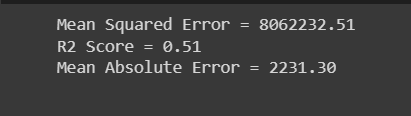 Mean Squared Error = 8062232.51
R2 Score = 0.51
Mean Absolute Error = 2231.30